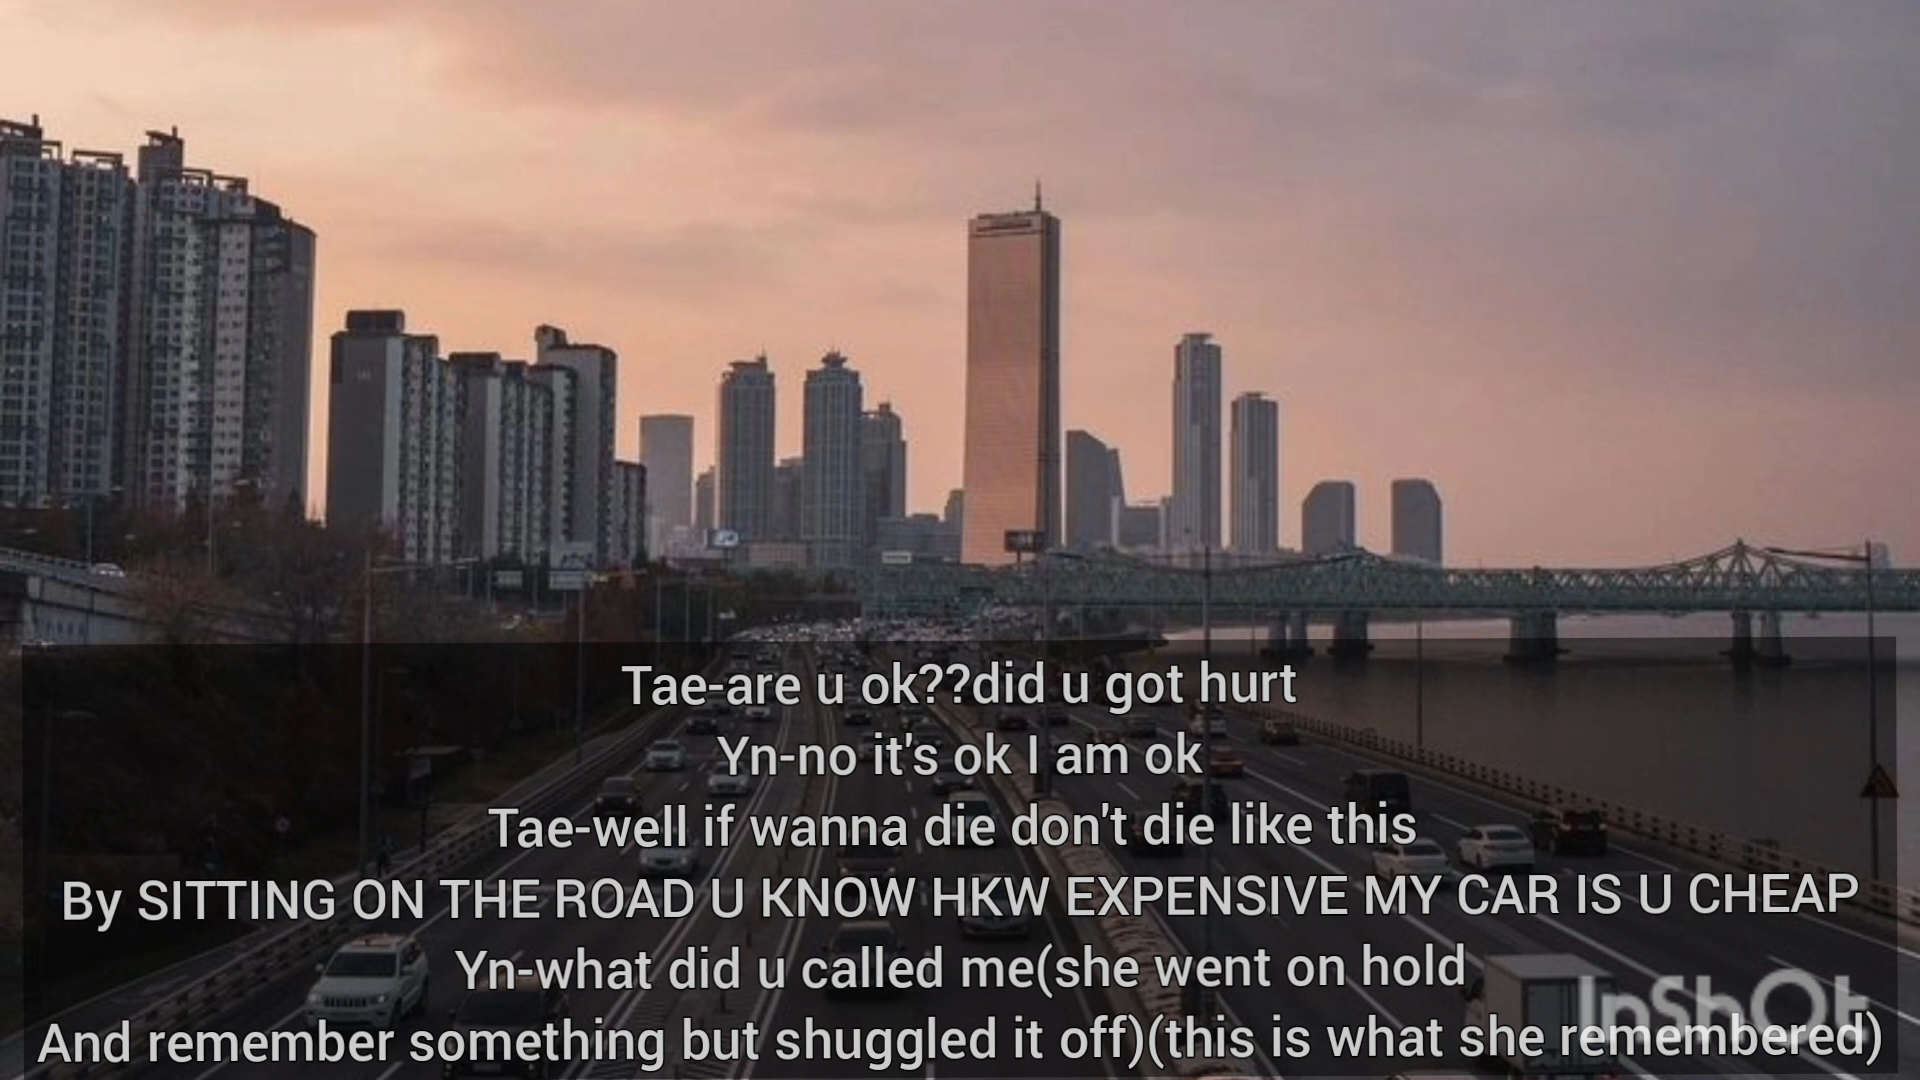 Tae-are u ok??did u got hurt
Yn-no it's ok I am ok
Tae-well if wanna die don't die like this
By SITTING ON THE ROAD U KNOW HKW EXPENSIVE MY CAR IS U CHEAP
Yn-what did u called me(she went on hold
And remember something but shuggled it off)(this is what she remembered)
InShOt